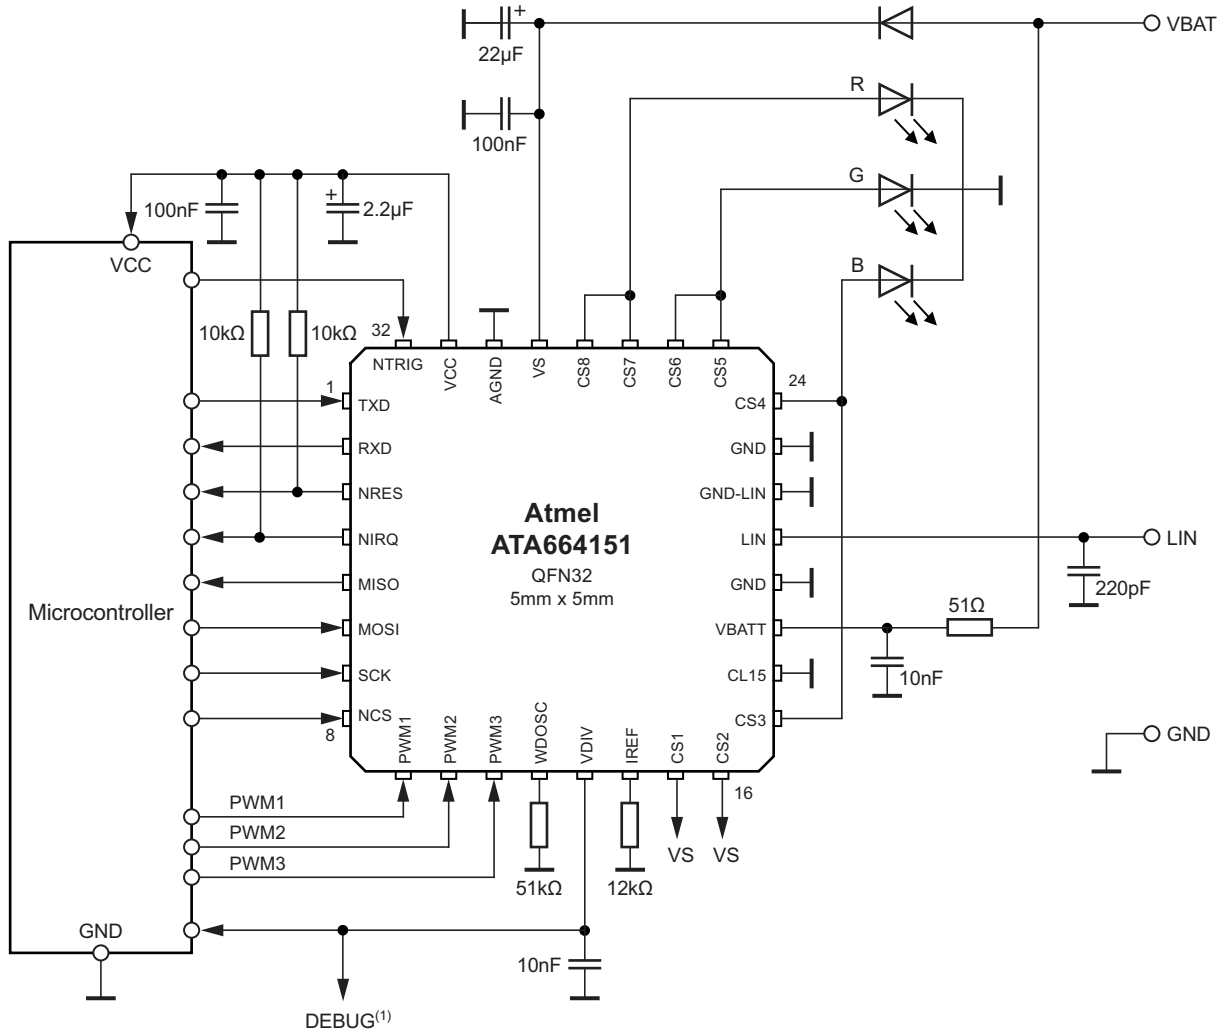 VBAT
22µF
+
R
100nF
G
100nF
+
2.2µF
VCC
B
10kΩ
10kΩ
32
NTRIG
VCC
AGND
VS
CS8
CS7
CS6
CS5
24
1
TXD
CS4
RXD
GND
NRES
GND-LIN
Atmel
ATA664151
QFN32
5mm x 5mm
NIRQ
LIN
LIN
MISO
GND
220pF
Microcontroller
MOSI
VBATT
51Ω
SCK
CL15
10nF
NCS
CS3
8
GND
PWM1
PWM2
PWM3
WDOSC
VDIV
IREF
CS1
CS2
16
PWM1
PWM2
PWM3
VS
VS
51kΩ
12kΩ
GND
10nF
DEBUG(1)